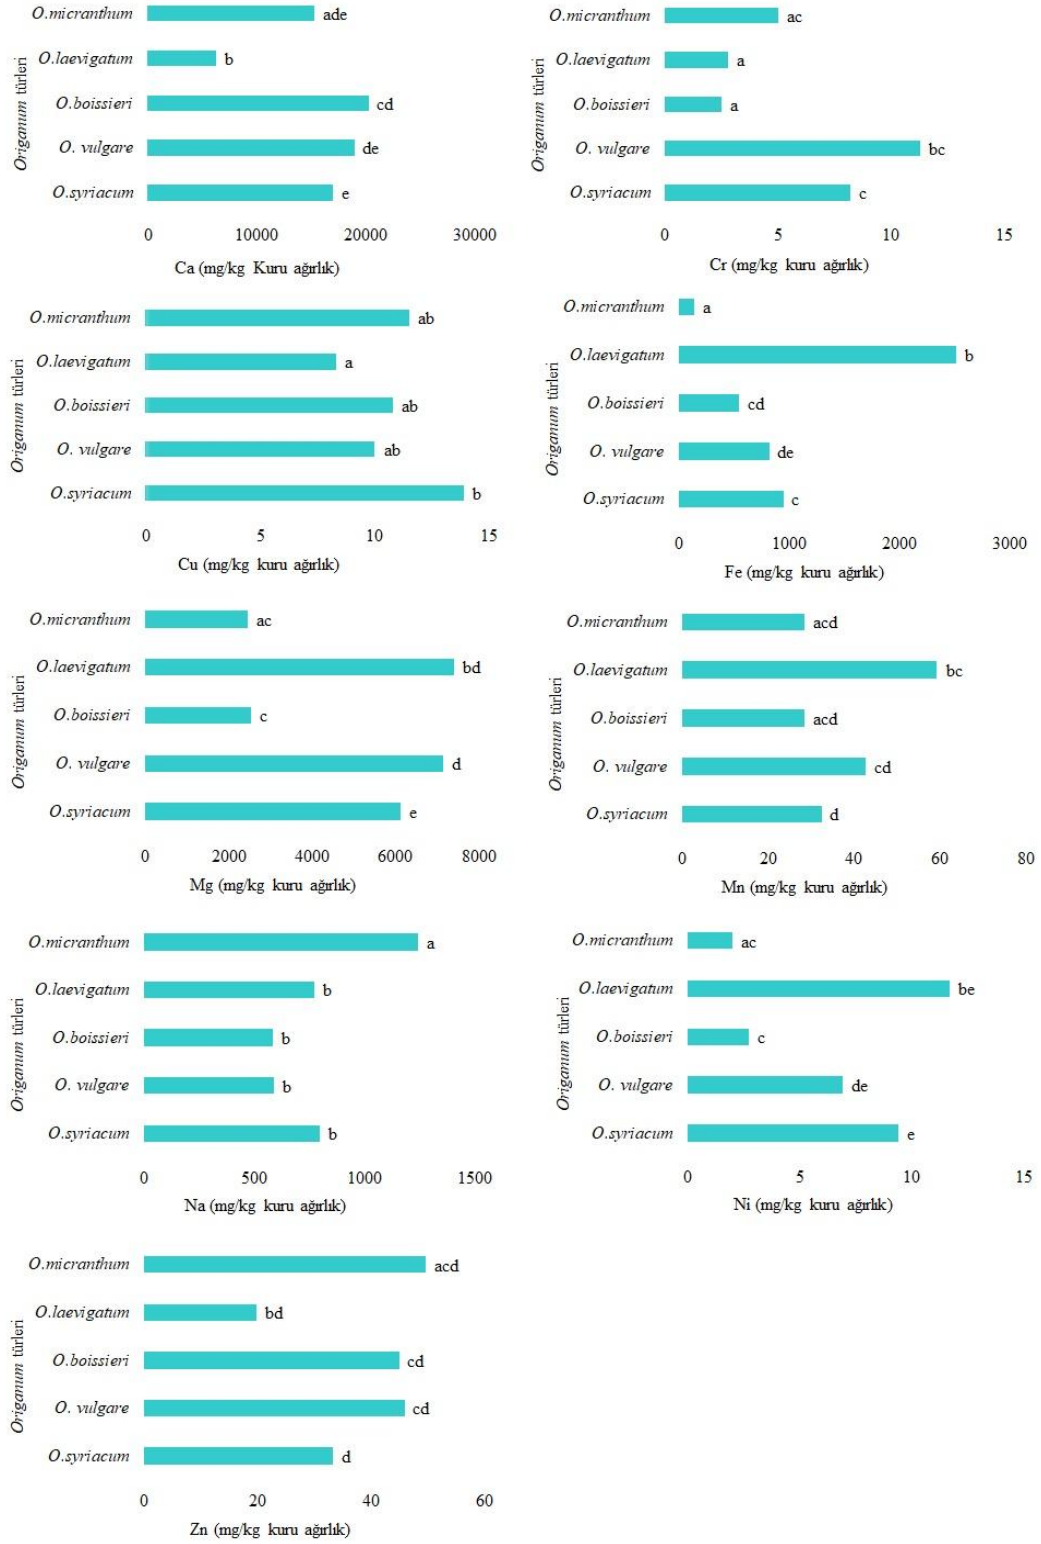 O.micranthum ade
O.laevigatum b
O.boissieri cd
O. vulgare de
O.syriacum e
Origanum türleri
0 10000 20000 30000
Ca (mg/kg Kuru ağırlık)
O.micranthum ac
O.laevigatum a
O.boissieri a
O. vulgare bc
O.syriacum c
Origanum türleri
0 5 10 15
Cr (mg/kg kuru ağırlık)
O.micranthum ab
O.laevigatum a
O.boissieri ab
O. vulgare ab
O.syriacum b
Origanum türleri
0 5 10 15
Cu (mg/kg kuru ağırlık)
O.micranthum a
O.laevigatum b
O.boissieri cd
O. vulgare de
O.syriacum c
Origanum türleri
0 1000 2000 3000
Fe (mg/kg kuru ağırlık)
O.micranthum ac
O.laevigatum bd
O.boissieri c
O. vulgare d
O.syriacum e
Origanum türleri
0 2000 4000 6000 8000
Mg (mg/kg kuru ağırlık)
O.micranthum acd
O.laevigatum bc
O.boissieri acd
O. vulgare cd
O.syriacum d
Origanum türleri
0 20 40 60 80
Mn (mg/kg kuru ağırlık)
O.micranthum a
O.laevigatum b
O.boissieri b
O. vulgare b
O.syriacum b
Origanum türleri
0 500 1000 1500
Na (mg/kg kuru ağırlık)
O.micranthum ac
O.laevigatum be
O.boissieri c
O. vulgare de
O.syriacum e
Origanum türleri
0 5 10 15
Ni (mg/kg kuru ağırlık)
O.micranthum acd
O.laevigatum bd
O.boissieri cd
O. vulgare cd
O.syriacum d
Origanum türleri
0 20 40 60
Zn (mg/kg kuru ağırlık)